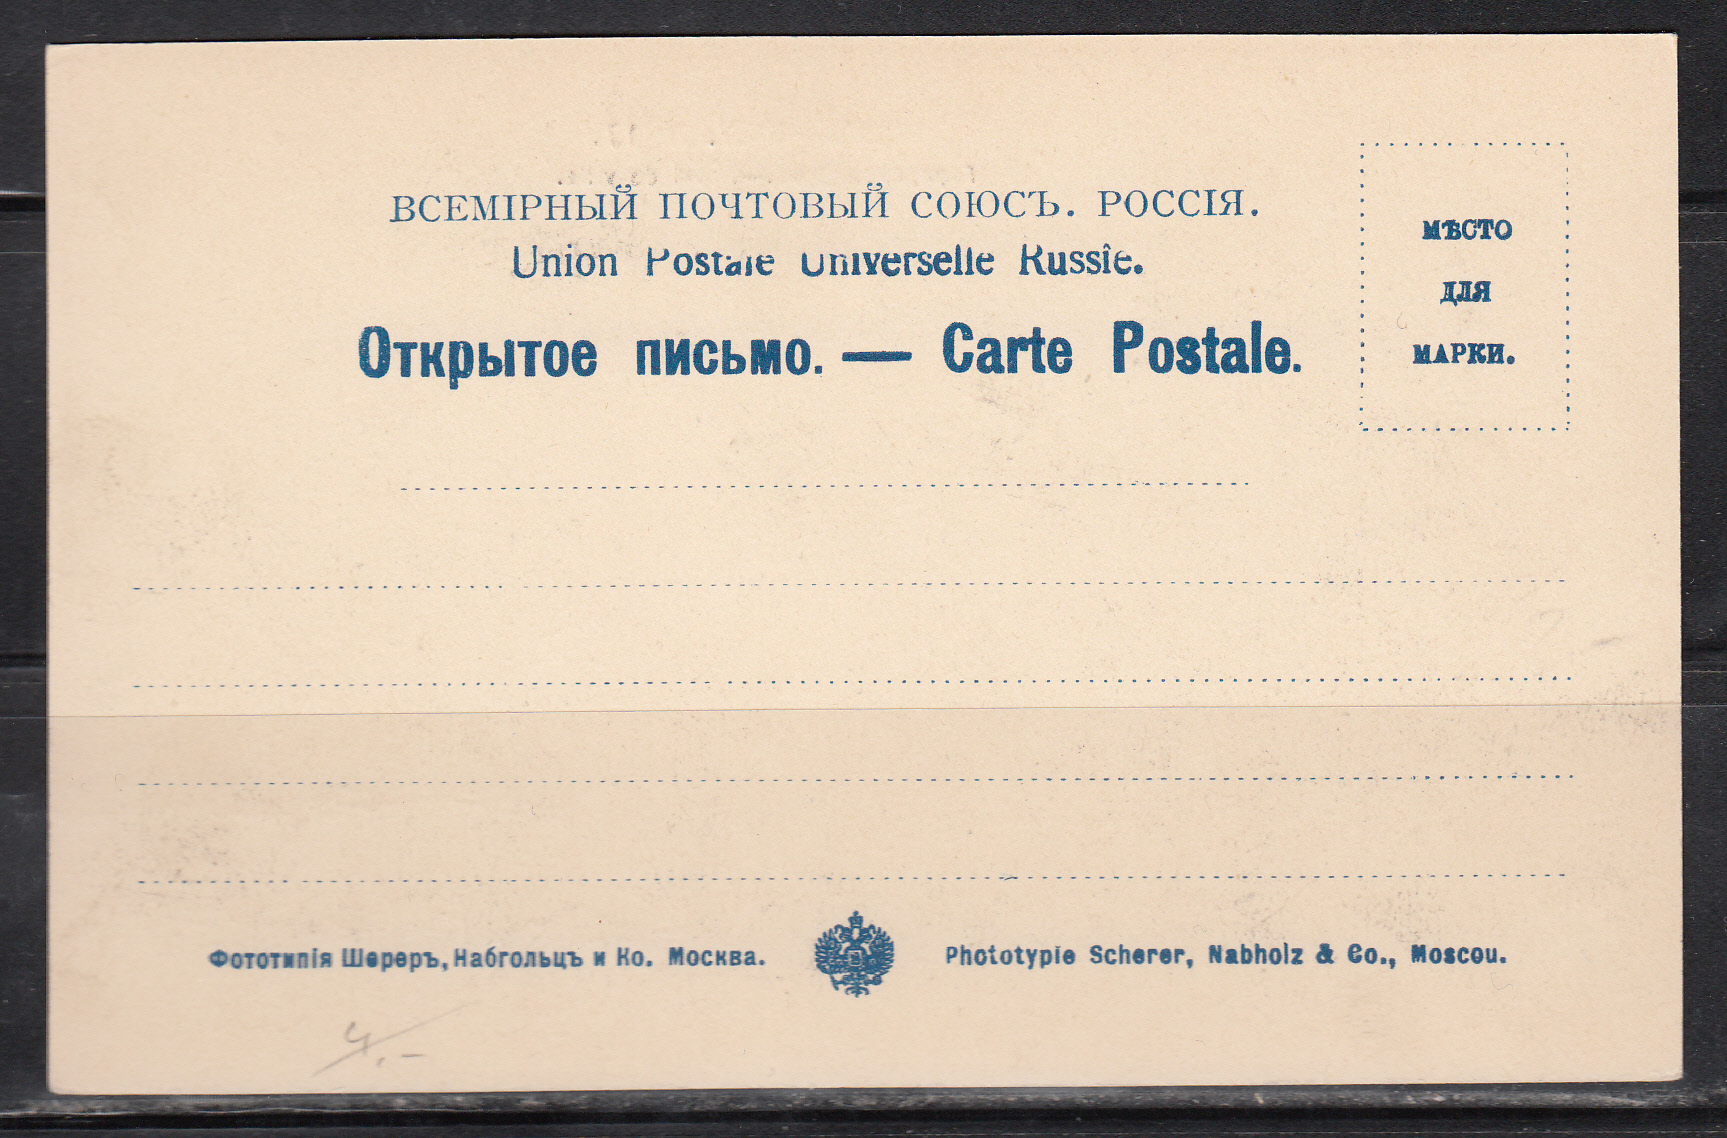 ВСЕМІРНЫЙ ПОЧТОВЫЙ СОЮСЪ. РОССІЯ.
Union Postale Universelle Russie.
Открытое письмо. — Carte Postale.
МѢСТО
ДЛЯ
МАРКИ.
Фототипія Шереръ, Набгольцъ и Ко. Москва.
Phototypie Scherer, Nabholz & Co., Moscou.
4.-